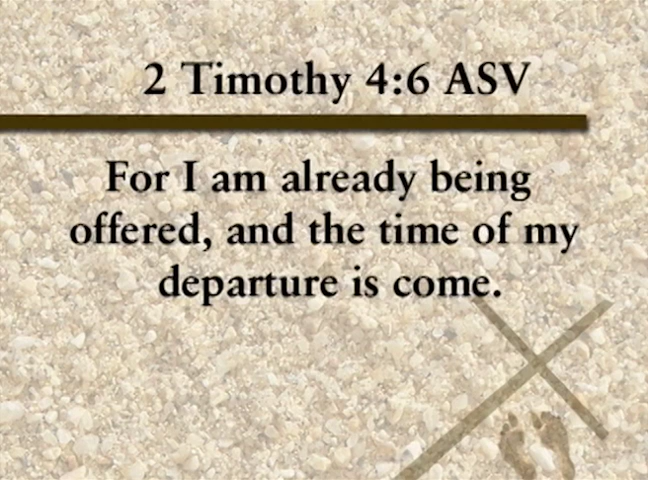 2 Timothy 4:6 ASV
For I am already being
offered, and the time of my
departure is come.